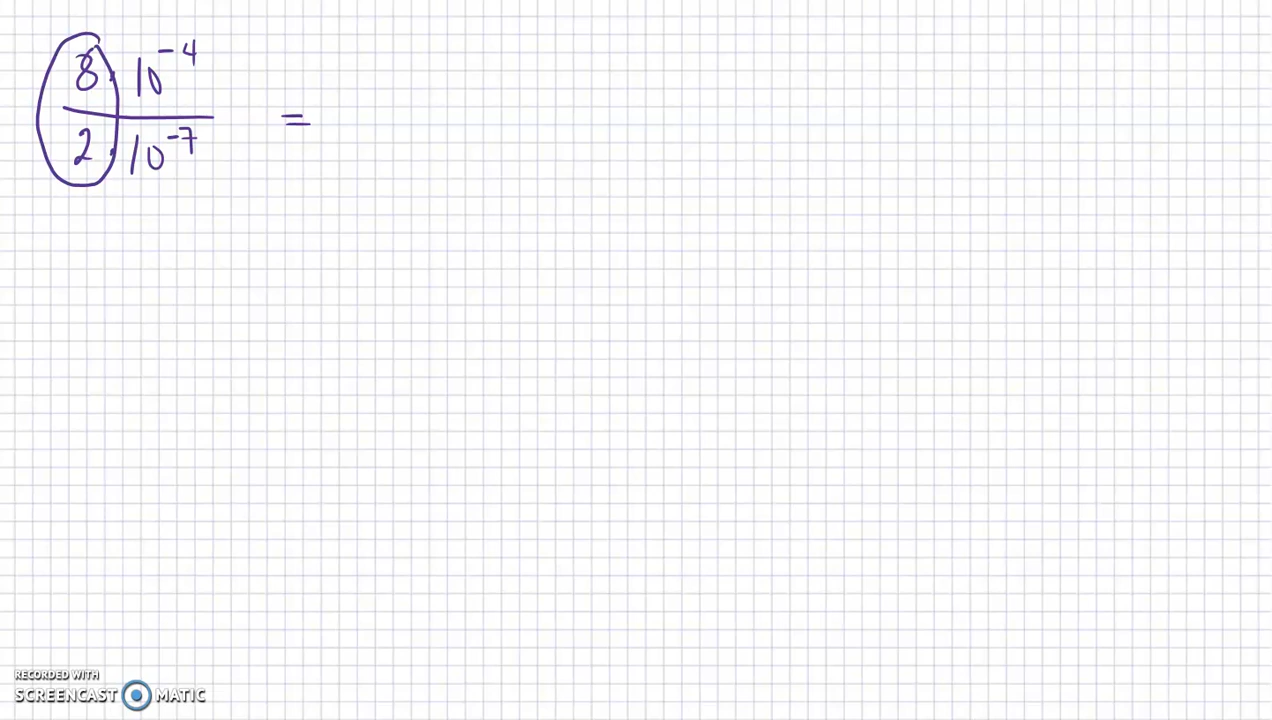 8 · 10^-4
=
2 · 10^-7
RECORDED WITH
SCREENCAST MATIC